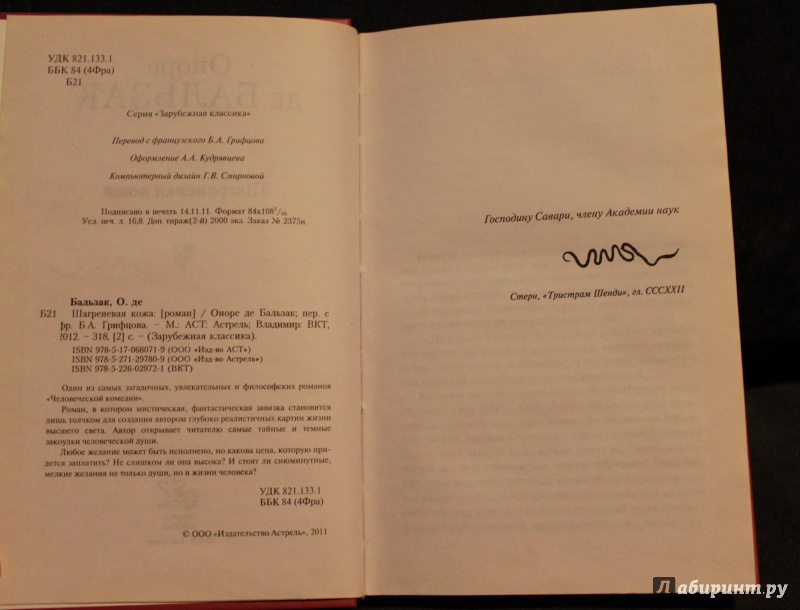 УДК 821.133.1
ББК 84 (4Фра)
Б21
Серия «Зарубежная классика»
Перевод с французского Б.А. Грифцова
Оформление А.А. Кудрявцева
Компьютерный дизайн Г.В. Смирновой
Подписано в печать 14.11.11. Формат 84x108¹/₃₂
Усл. печ. л. 16,8. Доп. тираж(2-й) 2000 экз. Заказ № 2375и.
Бальзак, О. де
Б21 Шагреневая кожа: [роман] / Оноре де Бальзак; пер. с
фр. Б.А. Грифцова. – М.: АСТ: Астрель; Владимир: ВКТ,
2012. – 318, [2] с. – (Зарубежная классика).
ISBN 978-5-17-068071-9 (ООО «Изд-во АСТ»)
ISBN 978-5-271-29780-9 (ООО «Изд-во Астрель»)
ISBN 978-5-226-02972-1 (ВКТ)
Один из самых загадочных, увлекательных и философских романов
«Человеческой комедии».
Роман, в котором мистическая, фантастическая завязка становится
лишь толчком для создания автором глубоко реалистичных картин жизни
высшего света. Автор открывает читателю самые тайные и темные
закоулки человеческой души.
Любое желание может быть исполнено, но какова цена, которую при-
дется заплатить? Не слишком ли она высока? И стоят ли сиюминутные,
мелкие желания не только души, но и жизни человека?
УДК 821.133.1
ББК 84 (4Фра)
© ООО «Издательство Астрель», 2011
Господину Савари, члену Академии наук
Стерн, «Тристрам Шенди», гл. CCCXXII
Лабиринт.ру